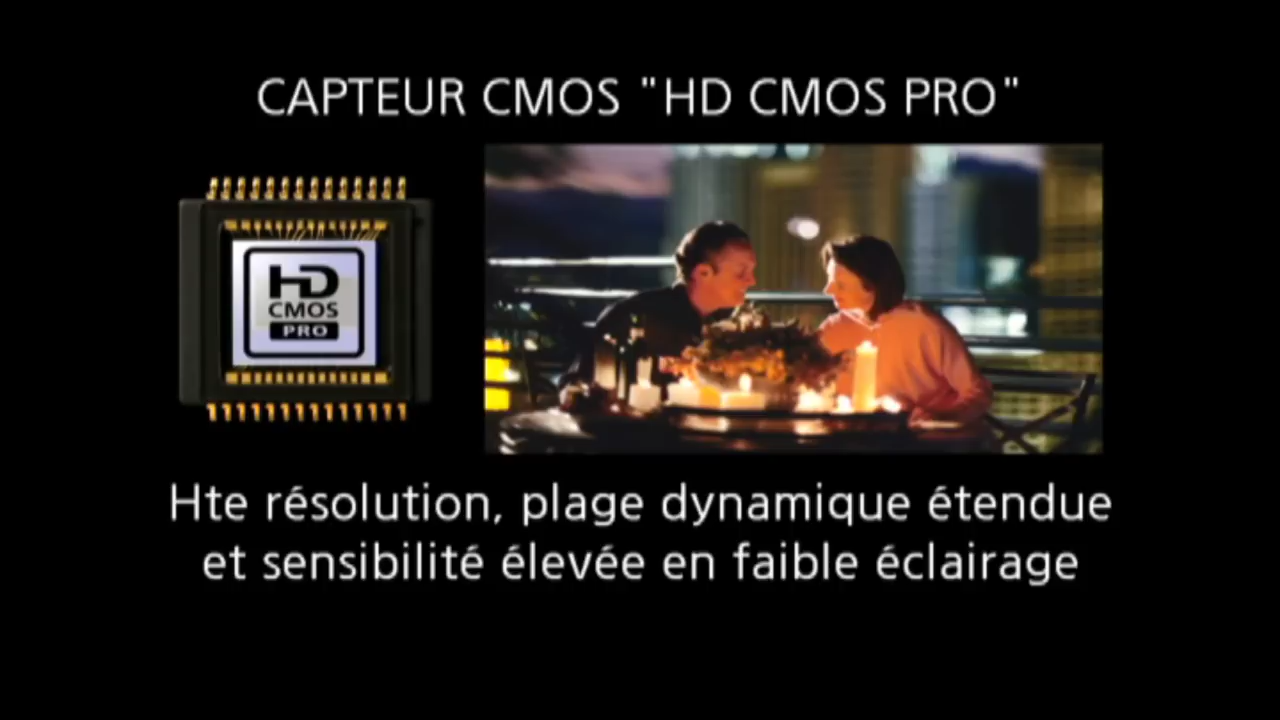 CAPTEUR CMOS "HD CMOS PRO"
HD
CMOS
PRO
Hte résolution, plage dynamique étendue
et sensibilité élevée en faible éclairage